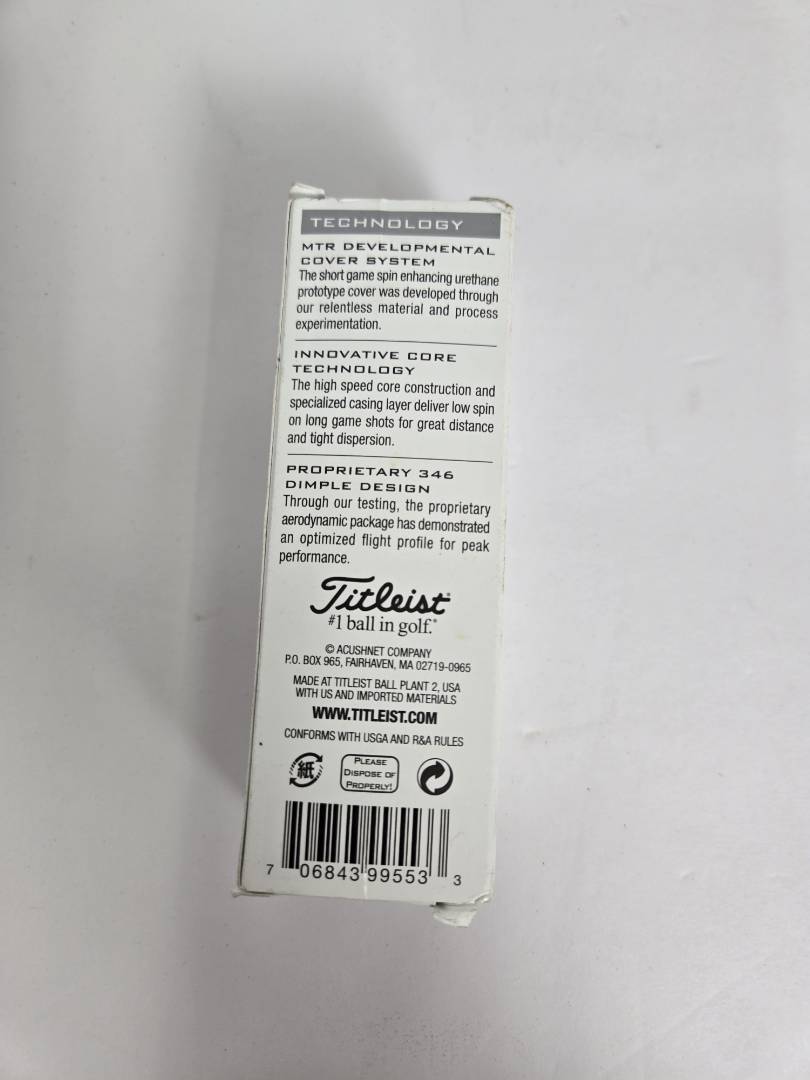 TECHNOLOGY
MTR DEVELOPMENTAL
COVER SYSTEM
The short game spin enhancing urethane
prototype cover was developed through
our relentless material and process
experimentation.
INNOVATIVE CORE
TECHNOLOGY
The high speed core construction and
specialized casing layer deliver low spin
on long game shots for great distance
and tight dispersion.
PROPRIETARY 346
DIMPLE DESIGN
Through our testing, the proprietary
aerodynamic package has demonstrated
an optimized flight profile for peak
performance.
Titleist®
#1 ball in golf.®
© ACUSHNET COMPANY
P.O. BOX 965, FAIRHAVEN, MA 02719-0965
MADE AT TITLEIST BALL PLANT 2, USA
WITH US AND IMPORTED MATERIALS
WWW.TITLEIST.COM
CONFORMS WITH USGA AND R&A RULES
紙
PLEASE
DISPOSE OF
PROPERLY!
7 06843 99553 3